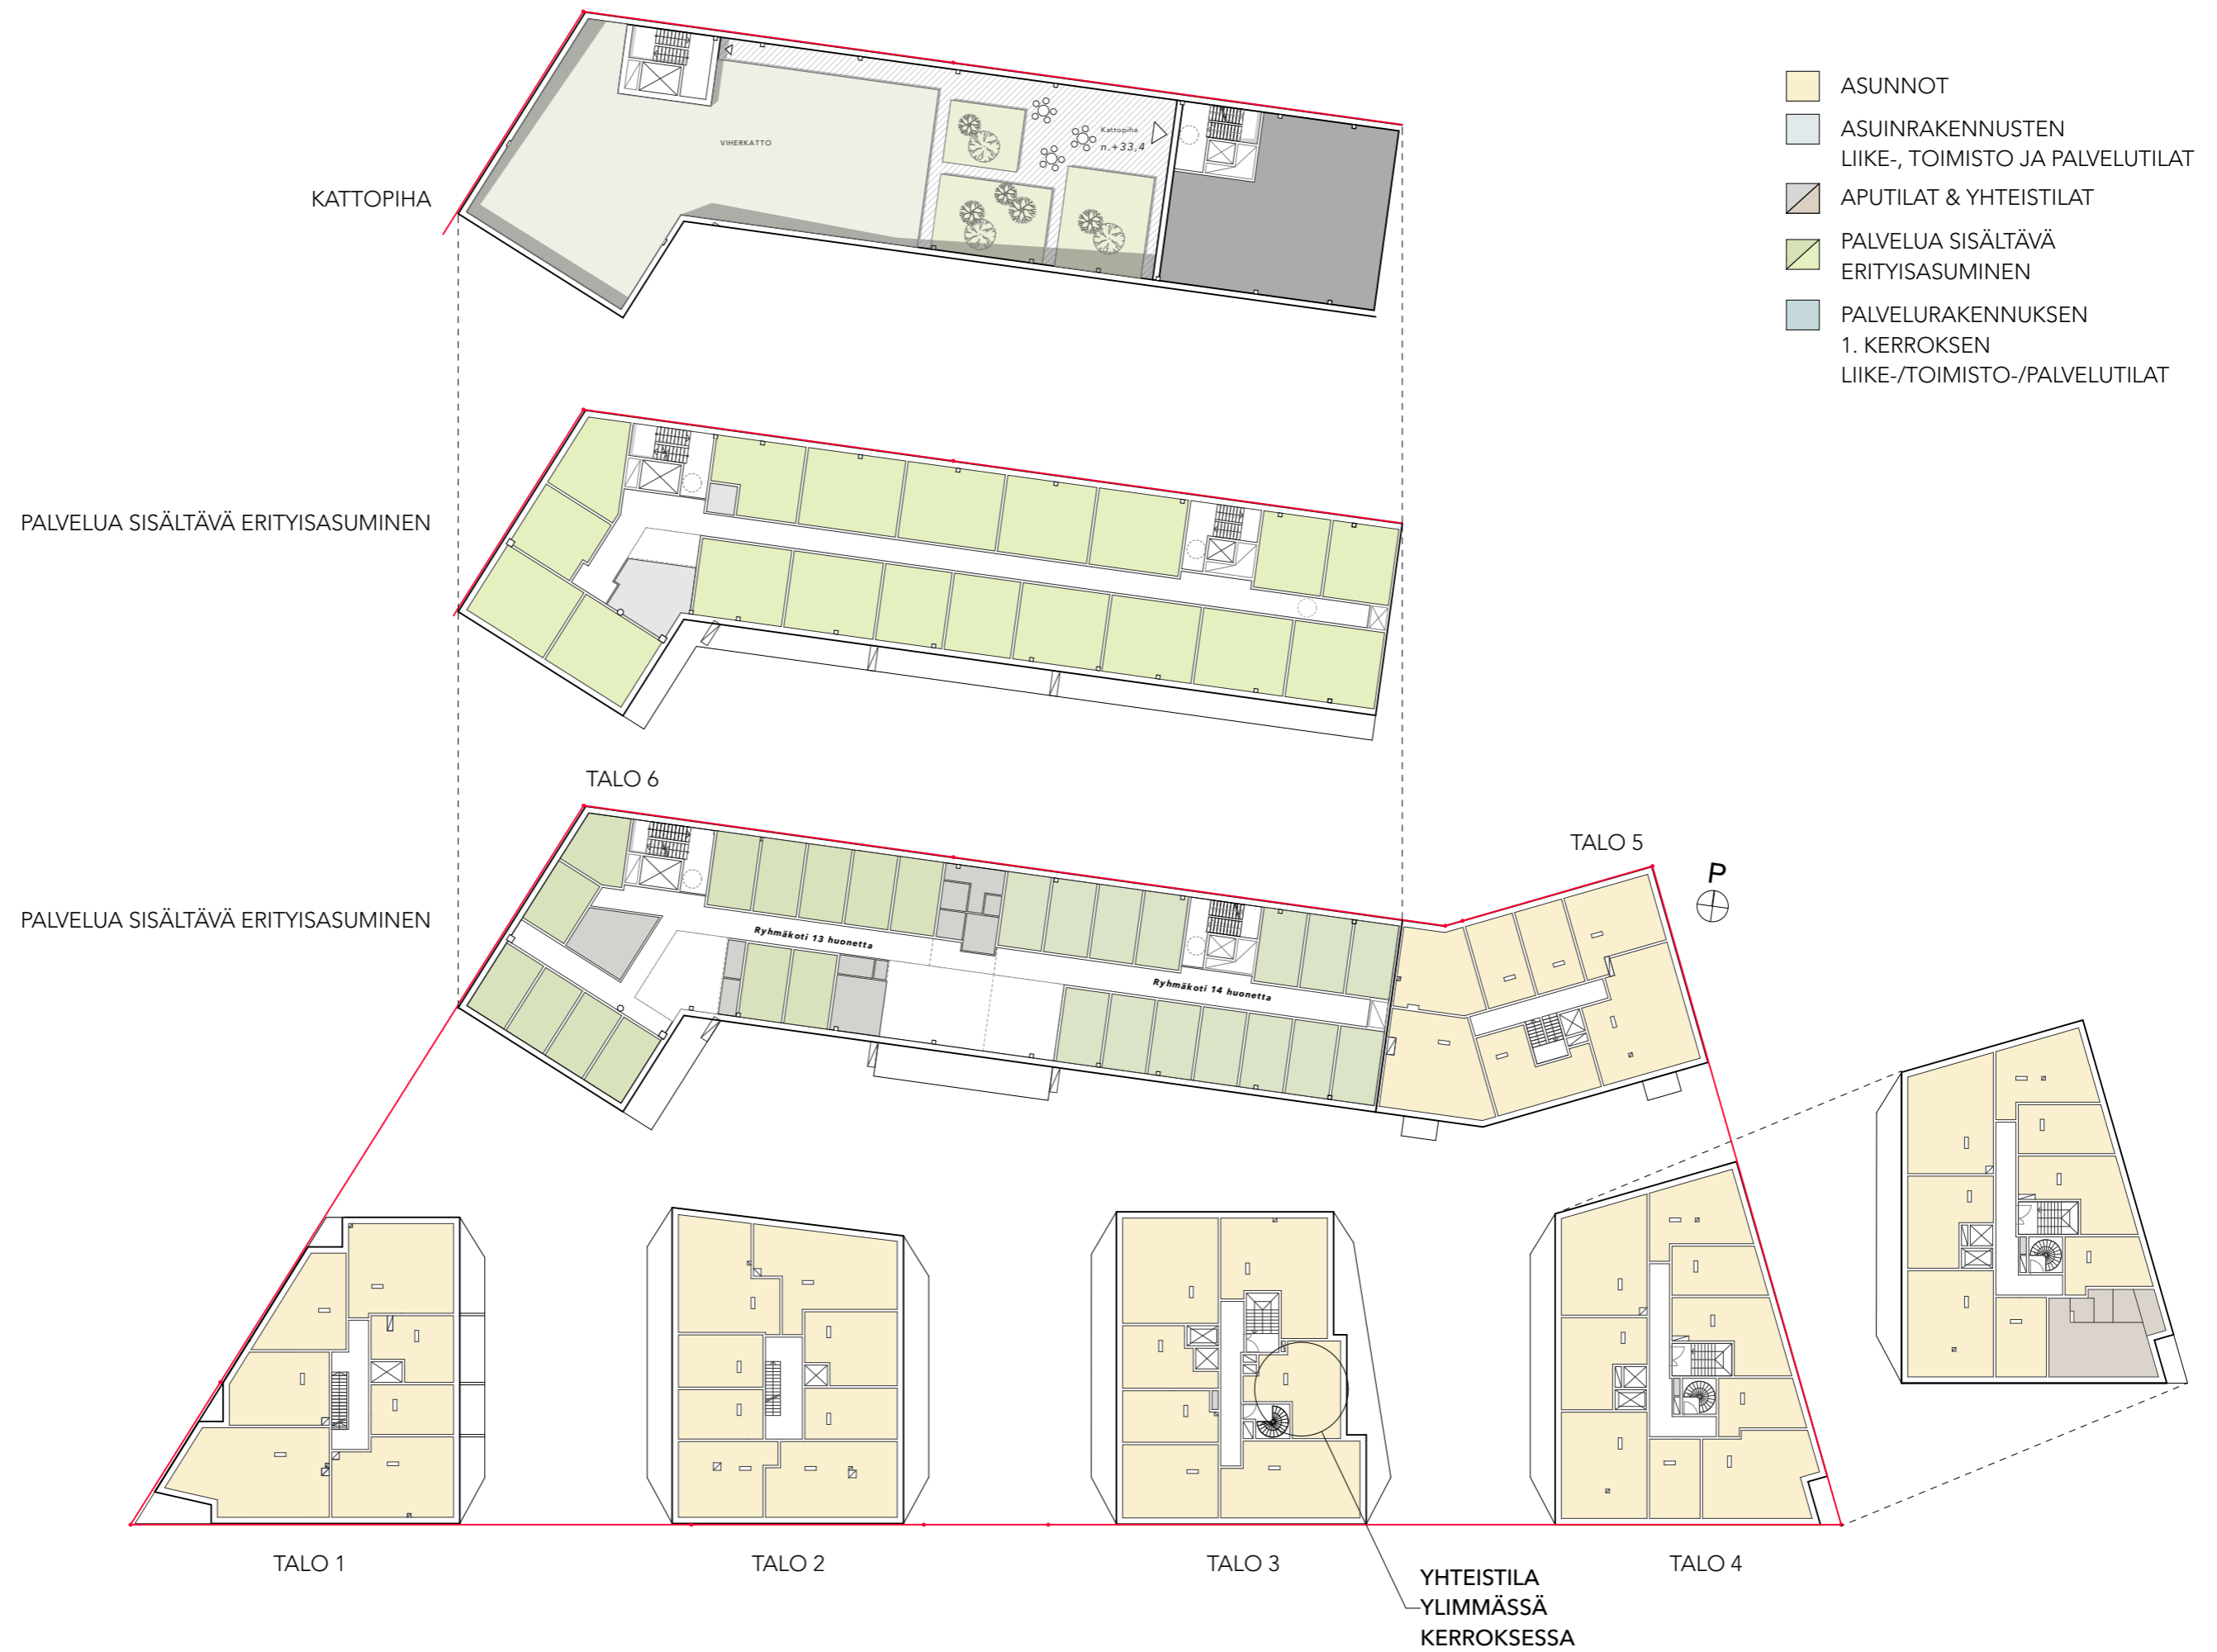 ASUNNOT
ASUINRAKENNUSTEN
LIIKE-, TOIMISTO JA PALVELUTILAT
APUTILAT & YHTEISTILAT
PALVELUA SISÄLTÄVÄ
ERITYISASUMINEN
PALVELURAKENNUKSEN
1. KERROKSEN
LIIKE-/TOIMISTO-/PALVELUTILAT
VIHERKATTO
Kattopiha
n.+33,4
KATTOPIHA
PALVELUA SISÄLTÄVÄ ERITYISASUMINEN
TALO 6
TALO 5
P
PALVELUA SISÄLTÄVÄ ERITYISASUMINEN
Ryhmäkoti 13 huonetta
Ryhmäkoti 14 huonetta
TALO 1
TALO 2
TALO 3
TALO 4
YHTEISTILA
YLIMMÄSSÄ
KERROKSESSA